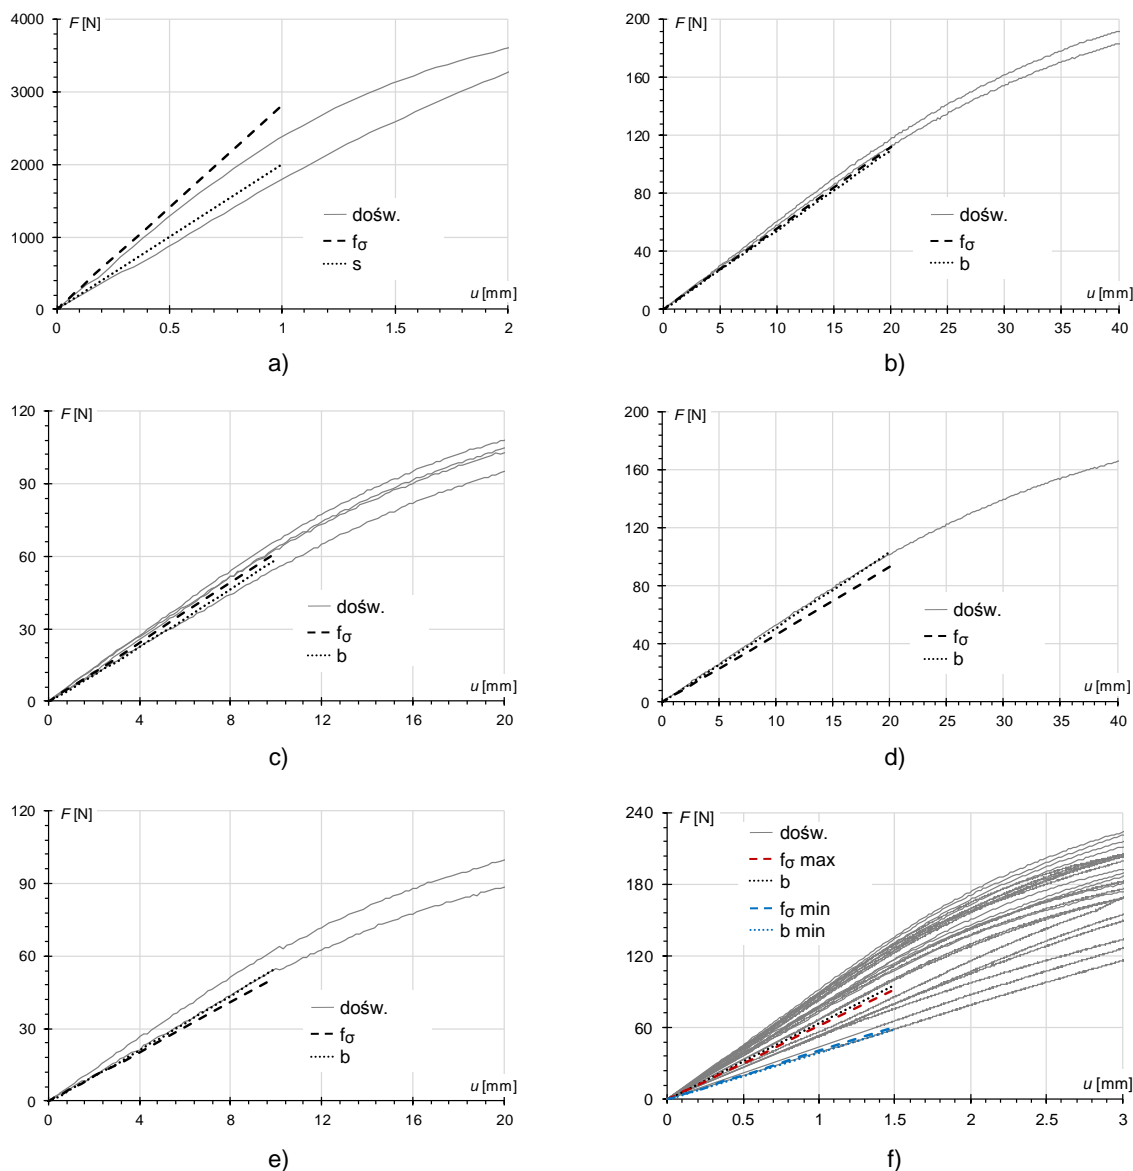 F [N]
4000
3000
2000
1000
0
dośw.
fσ
s
u [mm]
0 0.5 1 1.5 2
a)
F [N]
200
160
120
80
40
0
dośw.
fσ
b
u [mm]
0 5 10 15 20 25 30 35 40
b)
F [N]
120
90
60
30
0
dośw.
fσ
b
u [mm]
0 4 8 12 16 20
c)
F [N]
200
160
120
80
40
0
dośw.
fσ
b
u [mm]
0 5 10 15 20 25 30 35 40
d)
F [N]
120
90
60
30
0
dośw.
fσ
b
u [mm]
0 4 8 12 16 20
e)
F [N]
240
180
120
60
0
dośw.
fσ max
b
fσ min
b min
u [mm]
0 0.5 1 1.5 2 2.5 3
f)